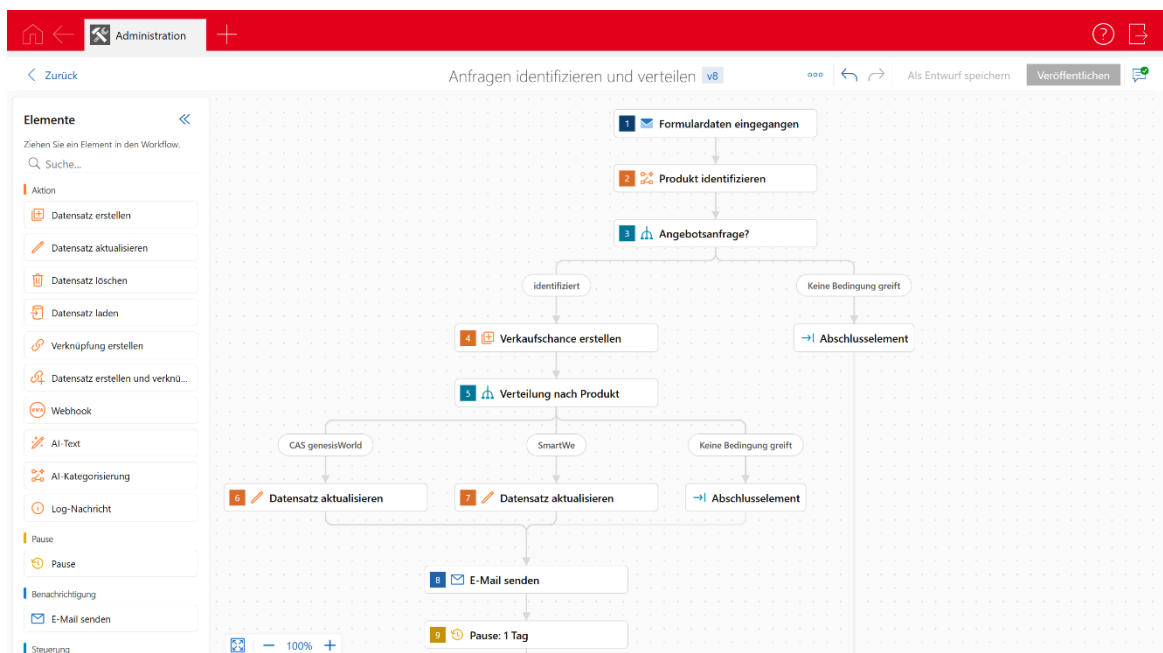 Administration
Zurück
Anfragen identifizieren und verteilen v8
Als Entwurf speichern
Veröffentlichen
Elemente
Ziehen Sie ein Element in den Workflow.
Suche...
Aktion
Datensatz erstellen
Datensatz aktualisieren
Datensatz löschen
Datensatz laden
Verknüpfung erstellen
Datensatz erstellen und verknü...
Webhook
AI-Text
AI-Kategorisierung
Log-Nachricht
Pause
Pause
Benachrichtigung
E-Mail senden
Steuerung
1 Formulardaten eingegangen
2 Produkt identifizieren
3 Angebotsanfrage?
identifiziert
Keine Bedingung greift
4 Verkaufschance erstellen
Abschlusselement
5 Verteilung nach Produkt
CAS genesisWorld
SmartWe
Keine Bedingung greift
6 Datensatz aktualisieren
7 Datensatz aktualisieren
Abschlusselement
8 E-Mail senden
9 Pause: 1 Tag
100%